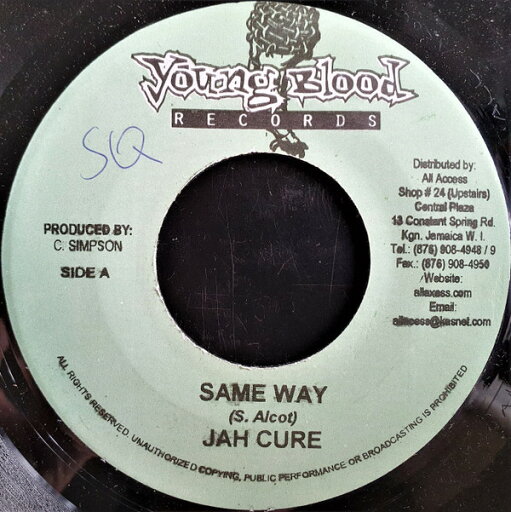 Young Blood
RECORDS
SQ
PRODUCED BY:
C. SIMPSON
SIDE A
Distributed by:
All Access
Shop # 24 (Upstairs)
Central Plaza
13 Constant Spring Rd.
Kgn. Jamaica W. I.
Tel.: (876) 908-4948 / 9
Fax.: (876) 908-4950
Website:
allaxess.com
Email:
allaxess@kasnet.com
SAME WAY
(S. Alcot)
JAH CURE
ALL RIGHTS RESERVED. UNAUTHORIZED COPYING, PUBLIC PERFORMANCE OR BROADCASTING IS PROHIBITED